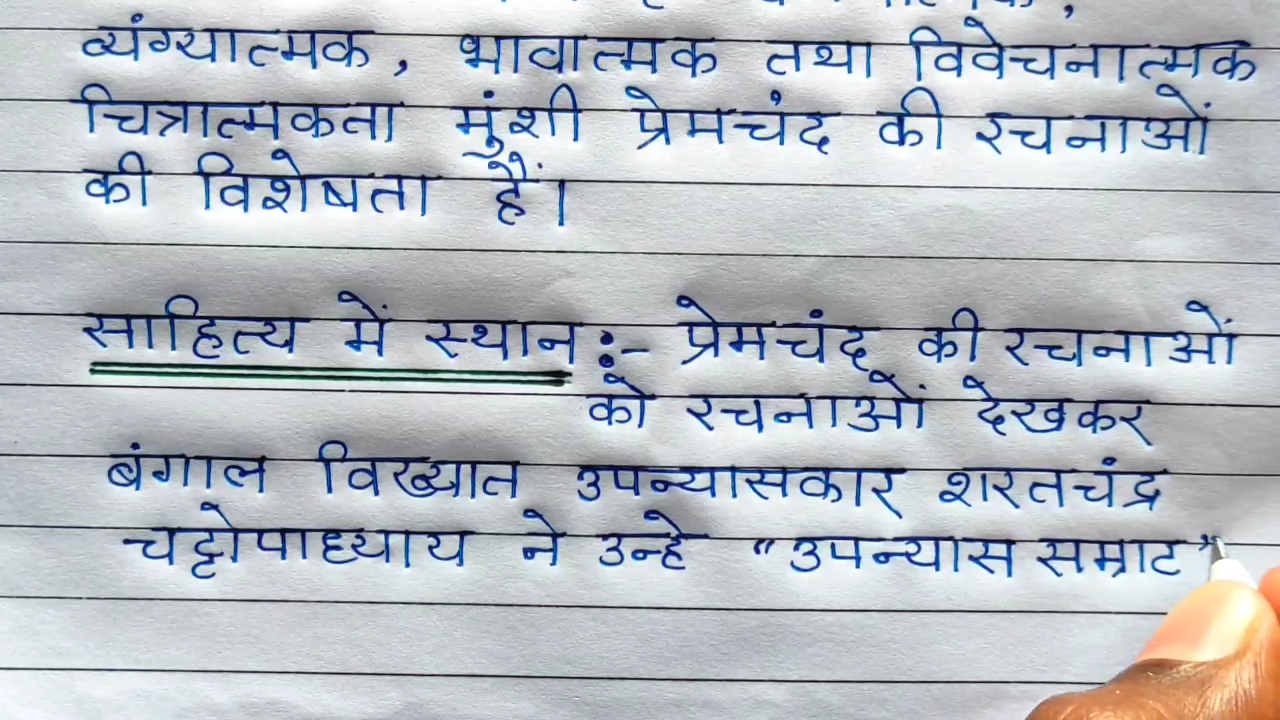 व्यंग्यात्मक, भावात्मक तथा विवेचनात्मक
चित्रात्मकता मुंशी प्रेमचंद की रचनाओं
की विशेषता हैं।
साहित्य में स्थान :- प्रेमचंद की रचनाओं
को रचनाओं देखकर
बंगाल विख्यात उपन्यासकार शरतचंद्र
चट्टोपाध्याय ने उन्हे "उपन्यास सम्राट"